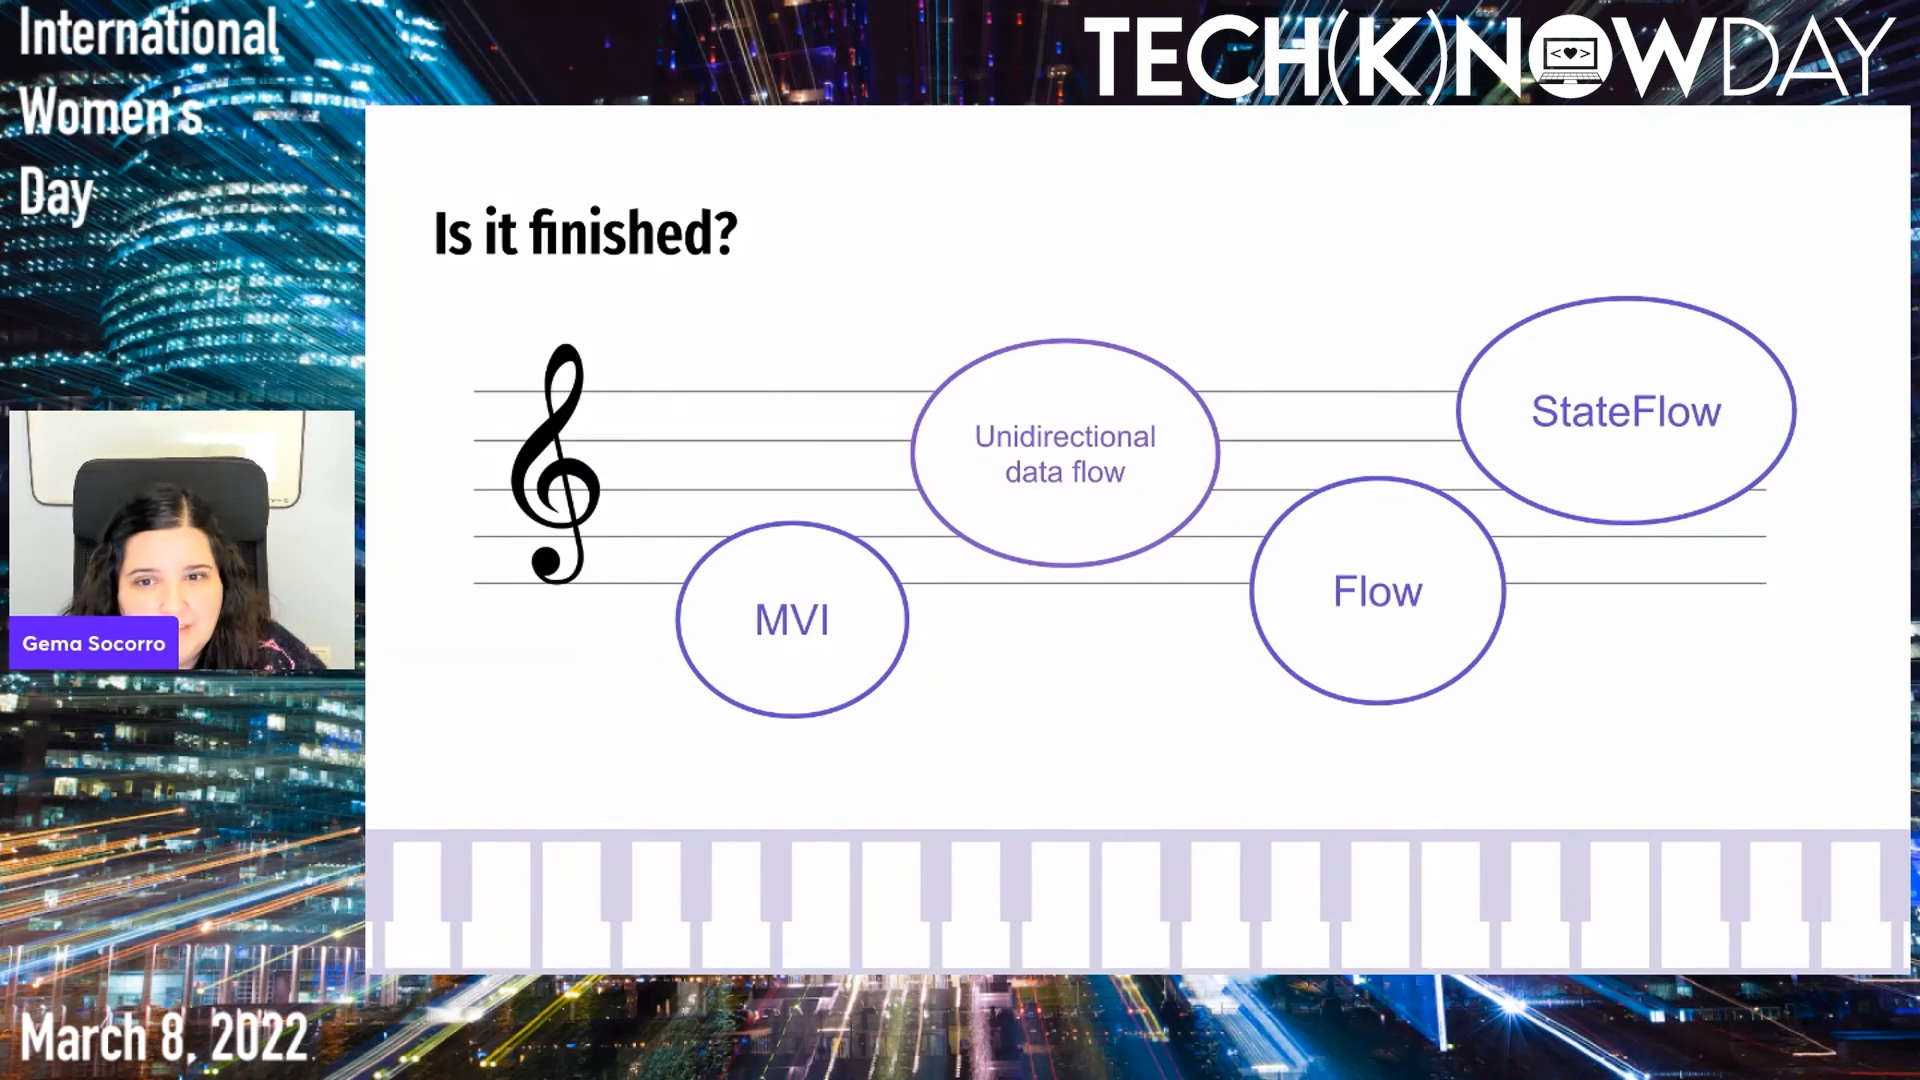 International
Women's
Day
TECH(K)NOWDAY
Is it finished?
StateFlow
Unidirectional
data flow
Flow
MVI
Gema Socorro
March 8, 2022